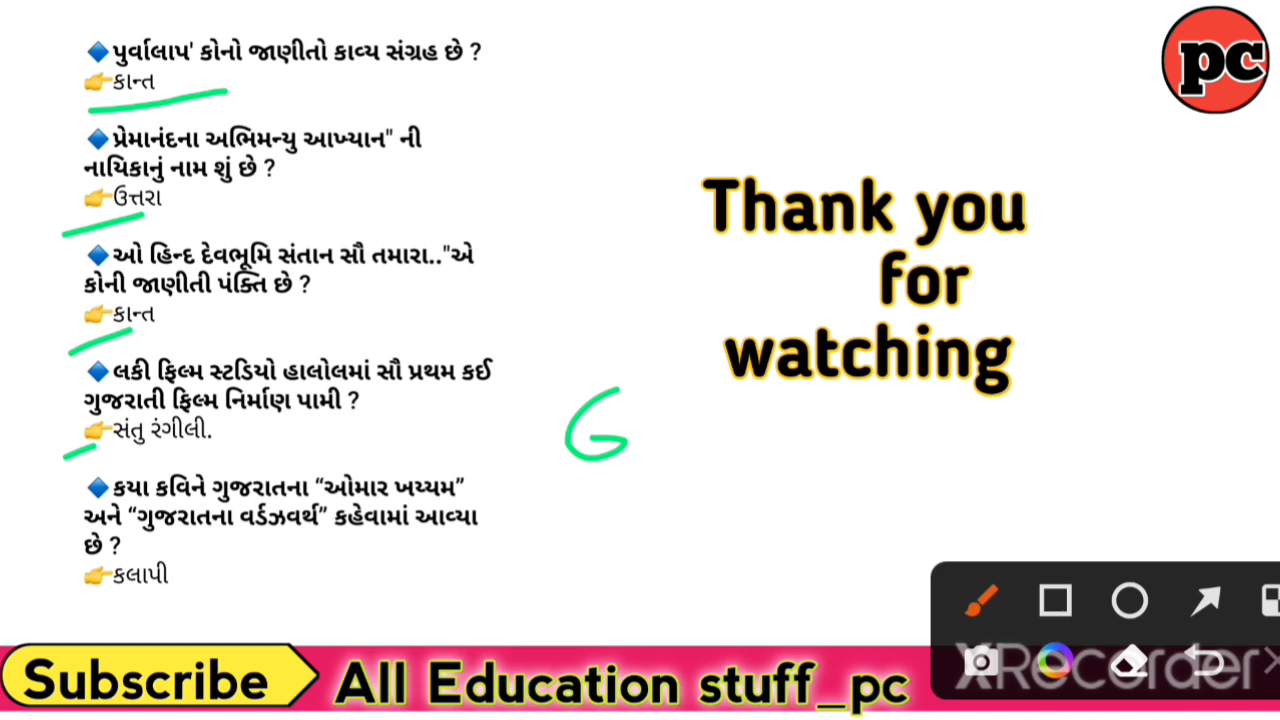 🔷પુર્વાલાપ' કોનો જાણીતો કાવ્ય સંગ્રહ છે ?
👉કાન્ત
🔷પ્રેમાનંદના અભિમન્યુ આખ્યાન" ની
નાયિકાનું નામ શું છે ?
👉ઉત્તરા
🔷ઓ હિન્દ દેવભૂમિ સંતાન સૌ તમારા.."એ
કોની જાણીતી પંક્તિ છે ?
👉કાન્ત
🔷લકી ફિલ્મ સ્ટડિયો હાલોલમાં સૌ પ્રથમ કઈ
ગુજરાતી ફિલ્મ નિર્માણ પામી ?
👉સંતુ રંગીલી.
🔷કયા કવિને ગુજરાતના “ઓમાર ખય્યમ”
અને “ગુજરાતના વર્ડઝવર્થ” કહેવામાં આવ્યા
છે ?
👉કલાપી
G
pc
Thank you
for
watching
XRecorder
Subscribe
All Education stuff_pc